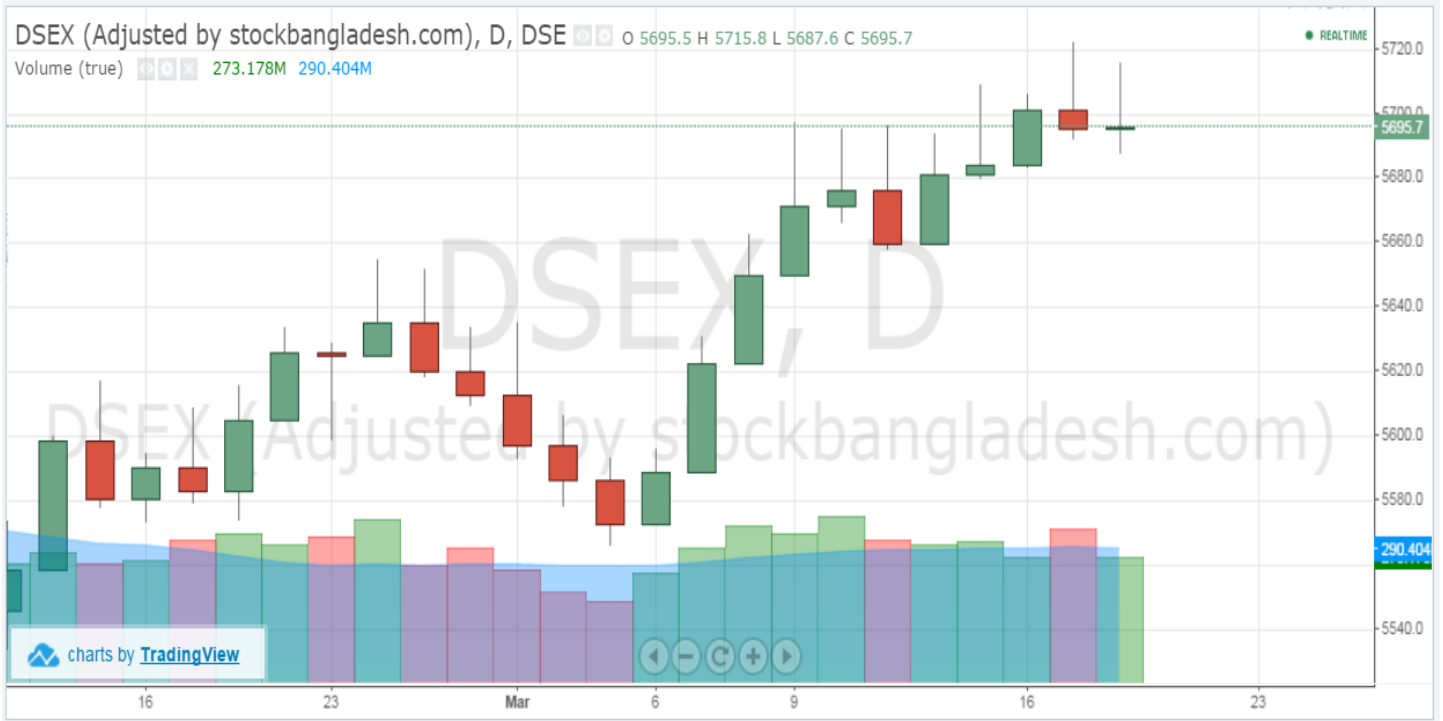 DSEX (Adjusted by stockbangladesh.com), D, DSE O 5695.5 H 5715.8 L 5687.6 C 5695.7
REALTIME
Volume (true) 273.178M 290.404M
5720.0
5700.0
5695.7
5680.0
5660.0
5640.0
5620.0
5600.0
5580.0
290.404
5540.0
DSEX, D
DSEX (Adjusted by stockbangladesh.com)
charts by TradingView
16 23 Mar 6 9 16 23